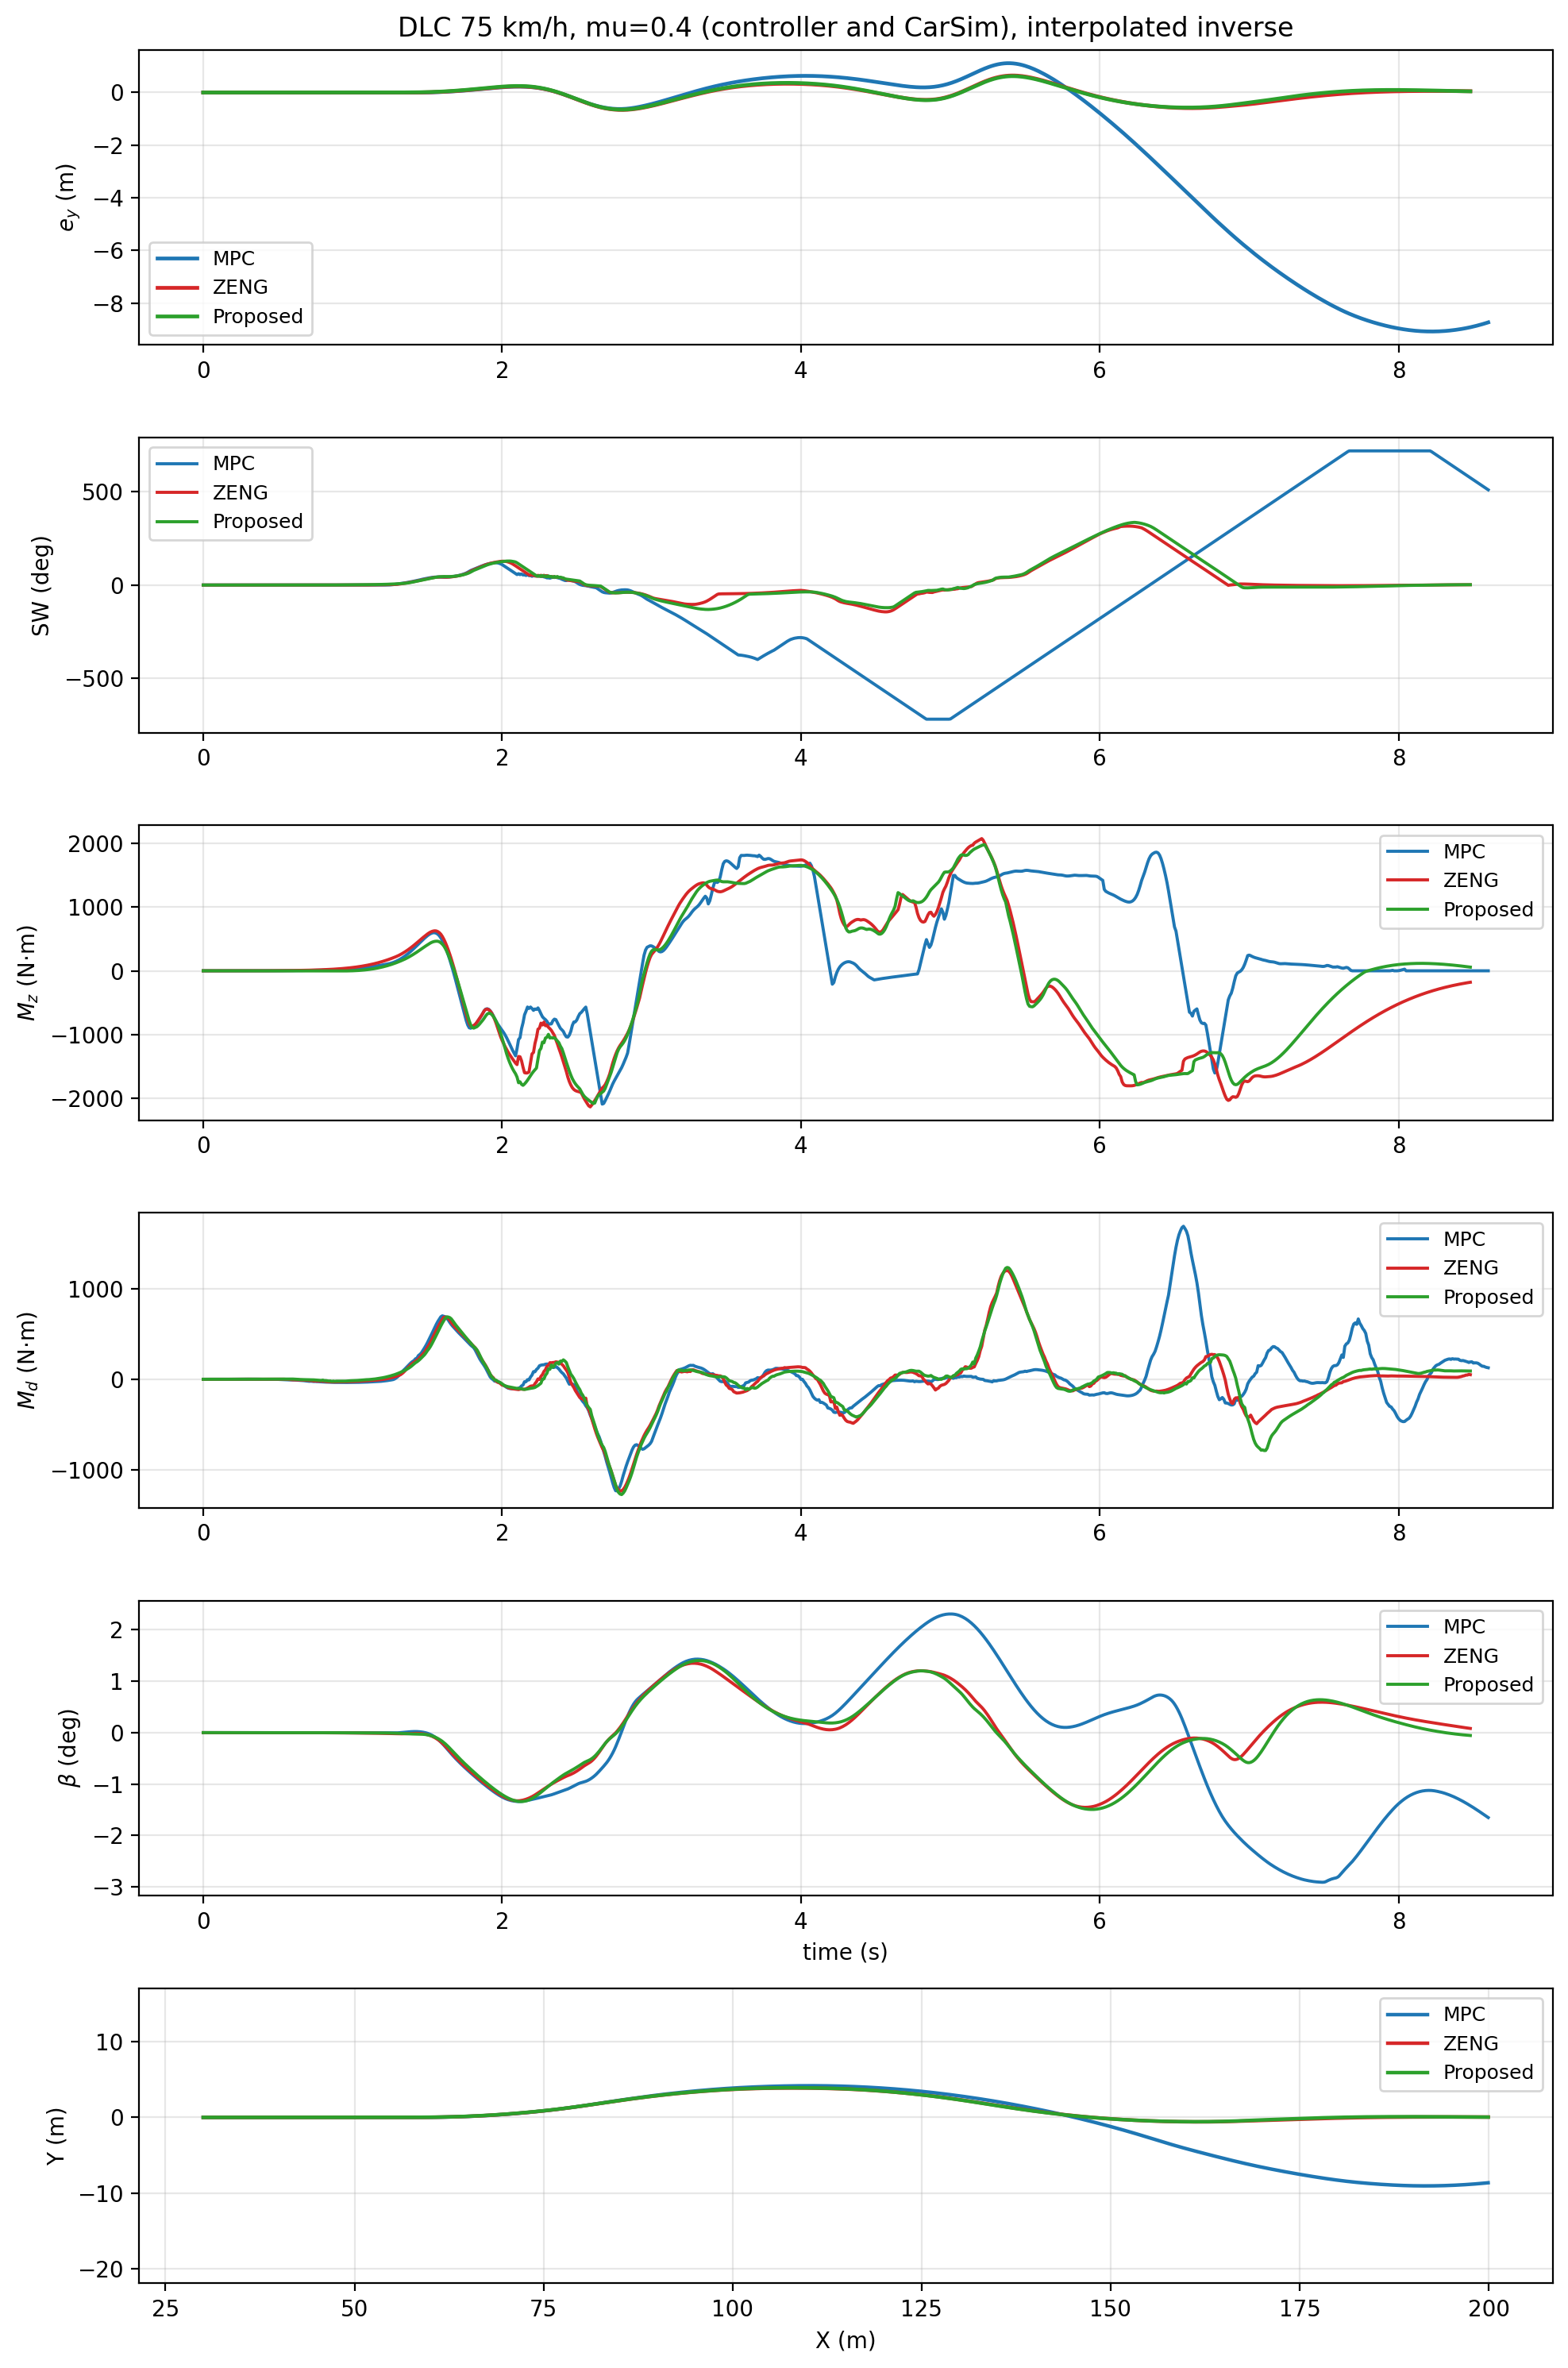 DLC 75 km/h, mu=0.4 (controller and CarSim), interpolated inverse
0
−2
−4
−6
−8
e_y (m)
MPC
ZENG
Proposed
0 2 4 6 8
500
0
−500
SW (deg)
MPC
ZENG
Proposed
0 2 4 6 8
2000
1000
0
−1000
−2000
M_z (N·m)
MPC
ZENG
Proposed
0 2 4 6 8
1000
0
−1000
M_d (N·m)
MPC
ZENG
Proposed
0 2 4 6 8
2
1
0
−1
−2
−3
β (deg)
MPC
ZENG
Proposed
0 2 4 6 8
time (s)
10
0
−10
−20
Y (m)
MPC
ZENG
Proposed
25 50 75 100 125 150 175 200
X (m)